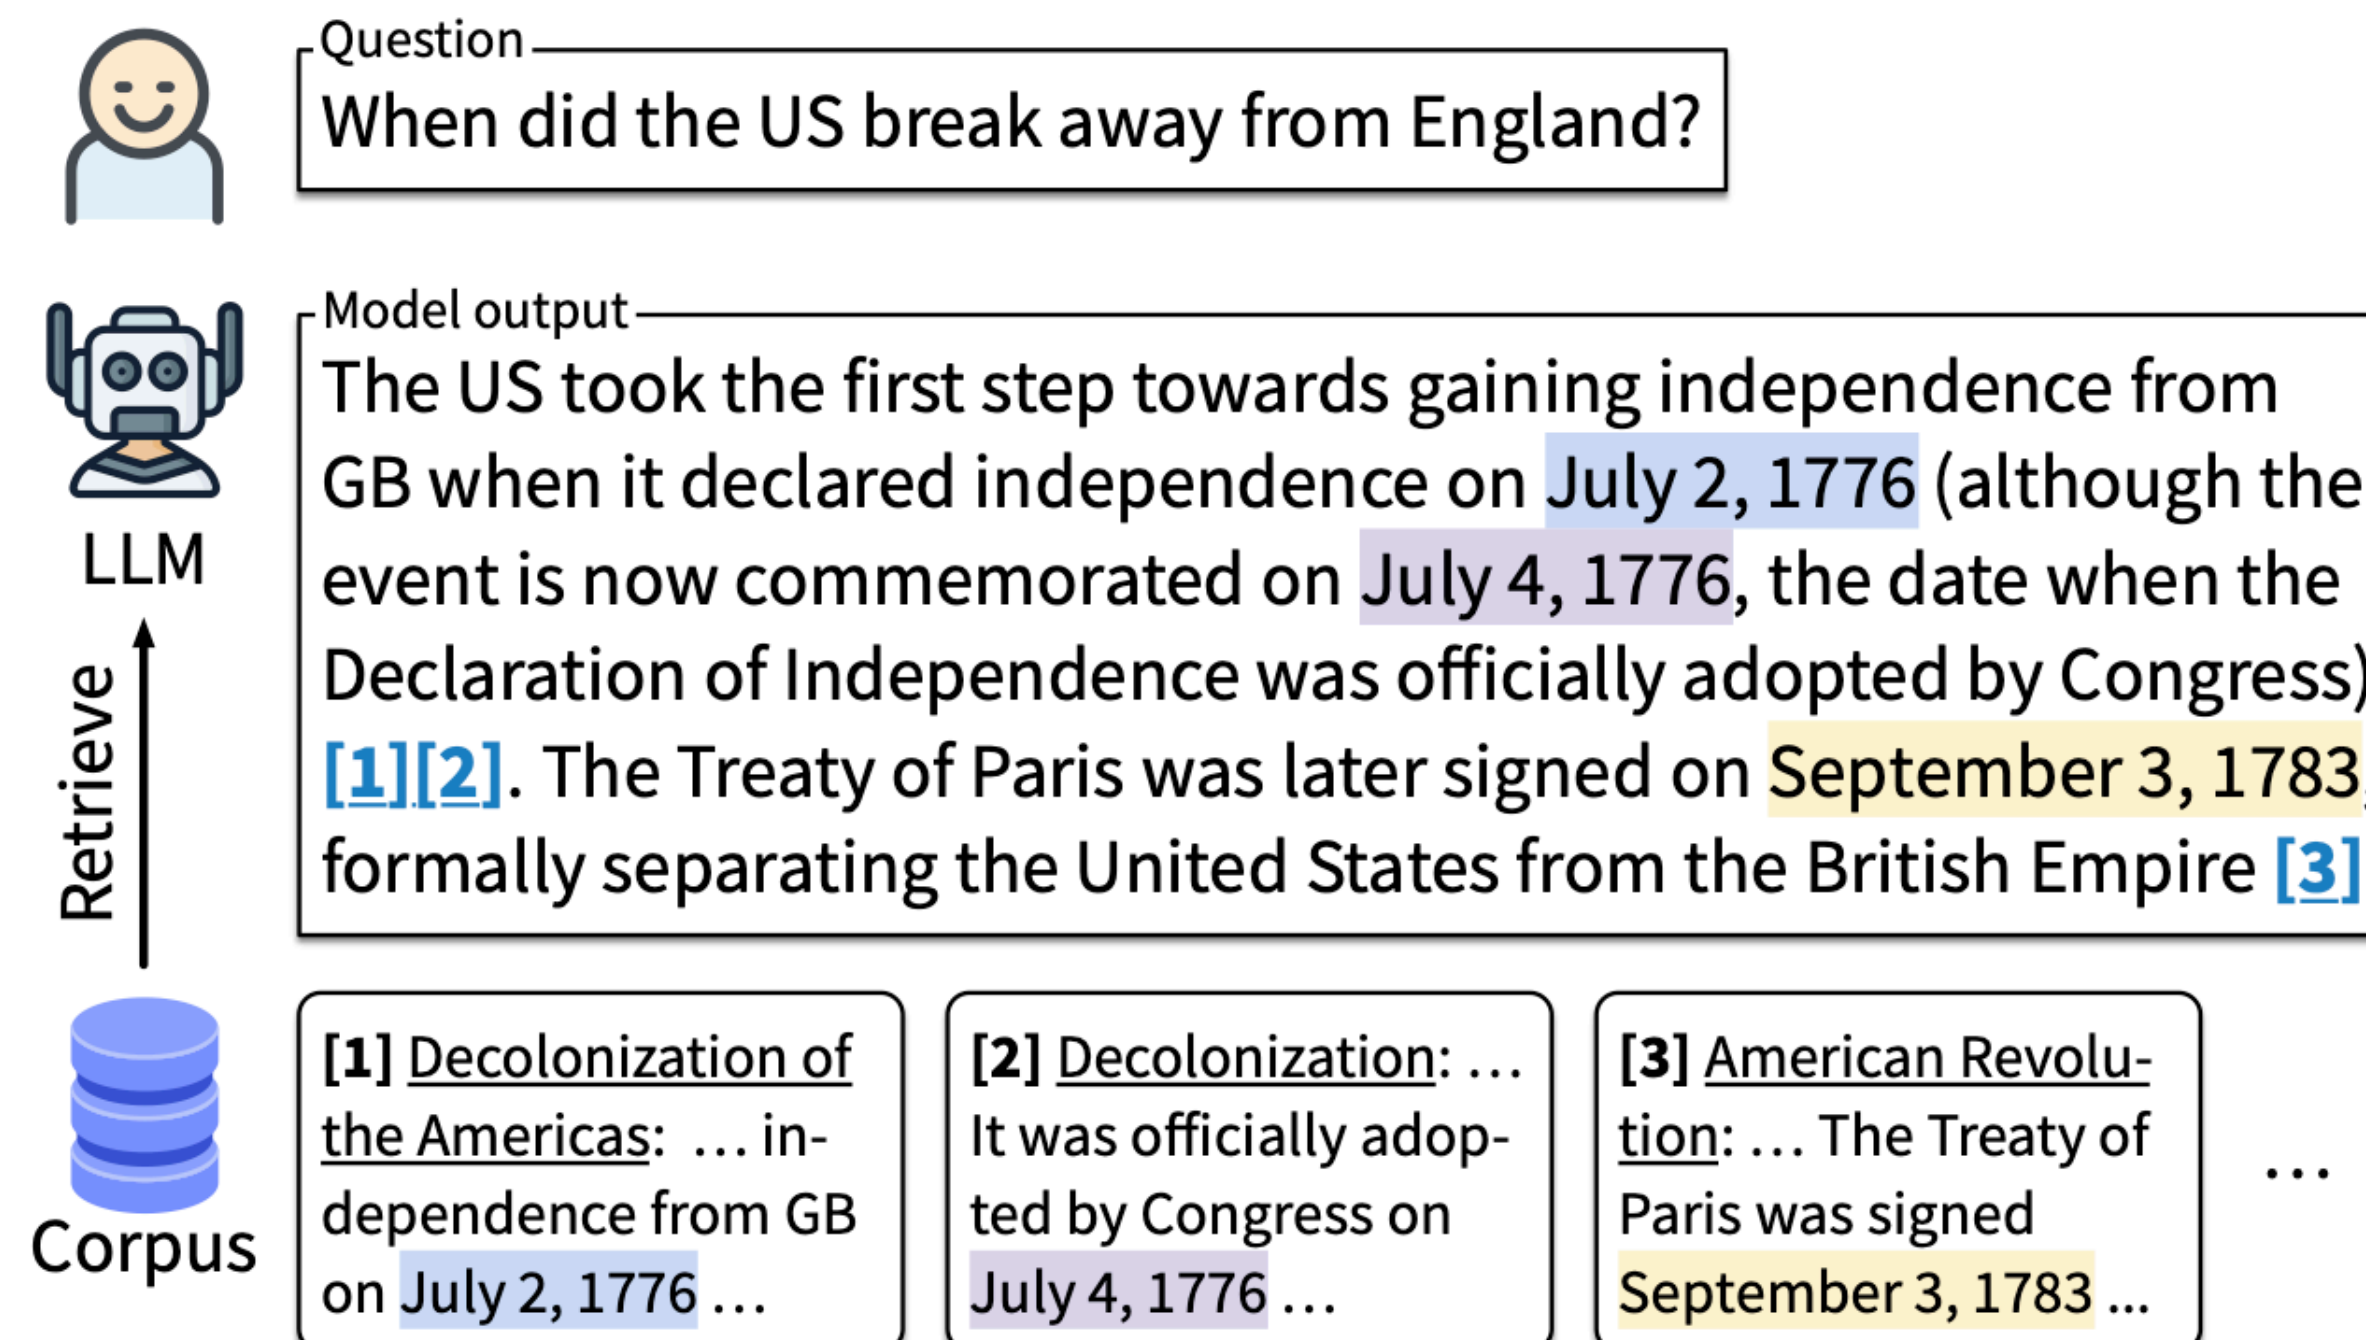 Question
When did the US break away from England?
Model output
The US took the first step towards gaining independence from
GB when it declared independence on July 2, 1776 (although the
event is now commemorated on July 4, 1776, the date when the
Declaration of Independence was officially adopted by Congress)
[1][2]. The Treaty of Paris was later signed on September 3, 1783,
formally separating the United States from the British Empire [3]
LLM
Retrieve
Corpus
[1] Decolonization of
the Americas: … in-
dependence from GB
on July 2, 1776 …
[2] Decolonization: …
It was officially adop-
ted by Congress on
July 4, 1776 …
[3] American Revolu-
tion: … The Treaty of
Paris was signed
September 3, 1783 ...
…